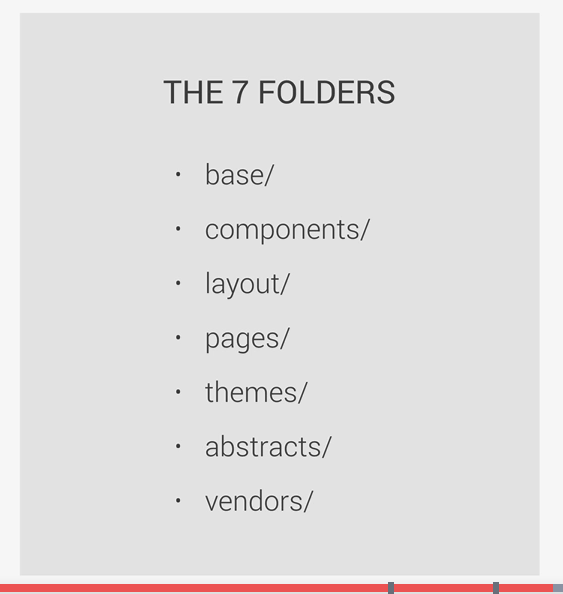 THE 7 FOLDERS
• base/
• components/
• layout/
• pages/
• themes/
• abstracts/
• vendors/